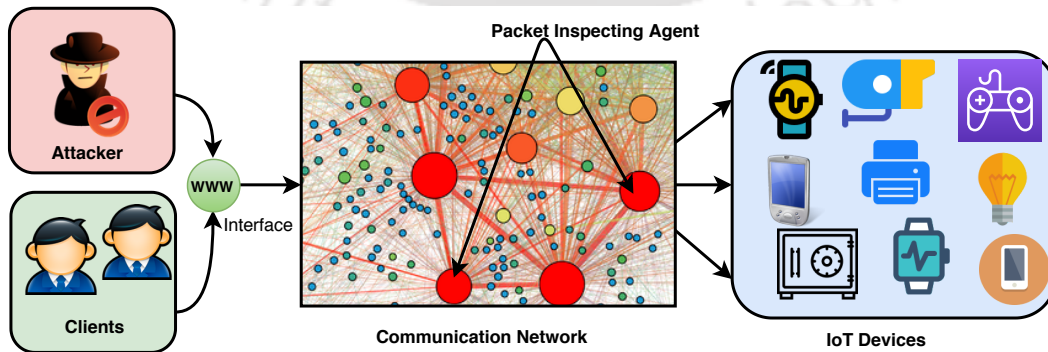 Packet Inspecting Agent
Attacker
www
Interface
Clients
Communication Network
IoT Devices